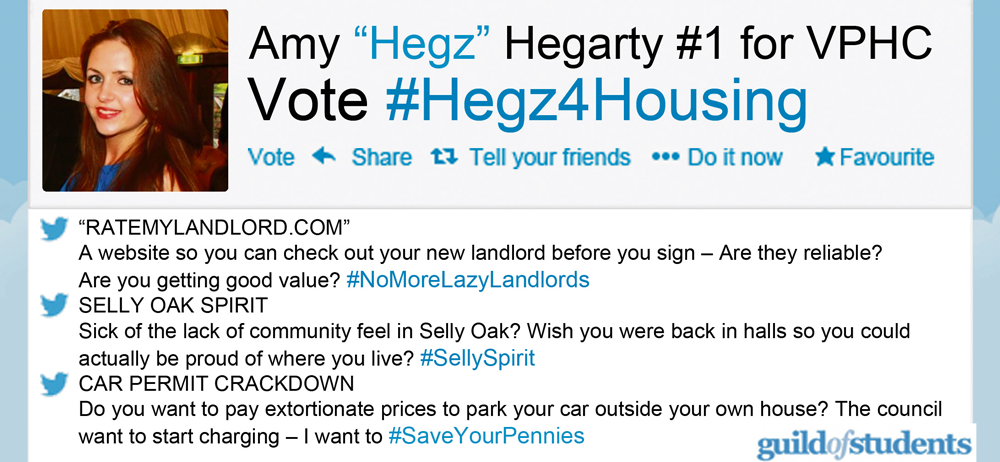 Amy “Hegz” Hegarty #1 for VPHC
Vote #Hegz4Housing
Vote Share Tell your friends Do it now Favourite
“RATEMYLANDLORD.COM”
A website so you can check out your new landlord before you sign – Are they reliable?
Are you getting good value? #NoMoreLazyLandlords
SELLY OAK SPIRIT
Sick of the lack of community feel in Selly Oak? Wish you were back in halls so you could
actually be proud of where you live? #SellySpirit
CAR PERMIT CRACKDOWN
Do you want to pay extortionate prices to park your car outside your own house? The council
want to start charging – I want to #SaveYourPennies
guildofstudents